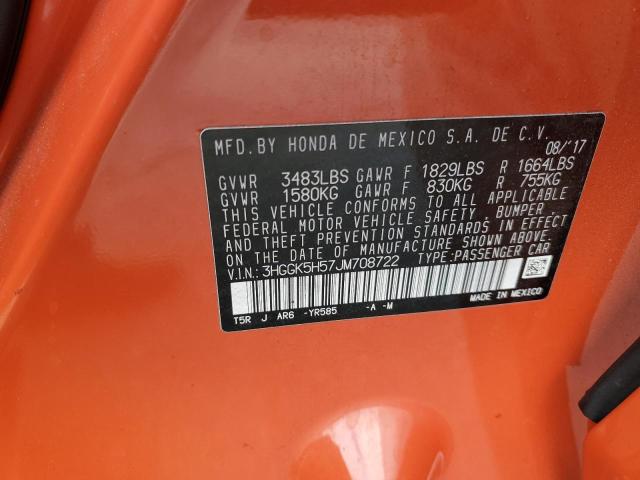 MFD. BY HONDA DE MEXICO S.A. DE C.V.
08/'17
GVWR 3483LBS GAWR F 1829LBS R 1664LBS
GVWR 1580KG GAWR F 830KG R 755KG
THIS VEHICLE CONFORMS TO ALL APPLICABLE
FEDERAL MOTOR VEHICLE SAFETY, BUMPER
AND THEFT PREVENTION STANDARDS IN EFFECT
ON THE DATE OF MANUFACTURE SHOWN ABOVE.
V.I.N.: 3HGGK5H57JM708722 TYPE:PASSENGER CAR
T5R J AR6 -YR585 -A -M
MADE IN MEXICO